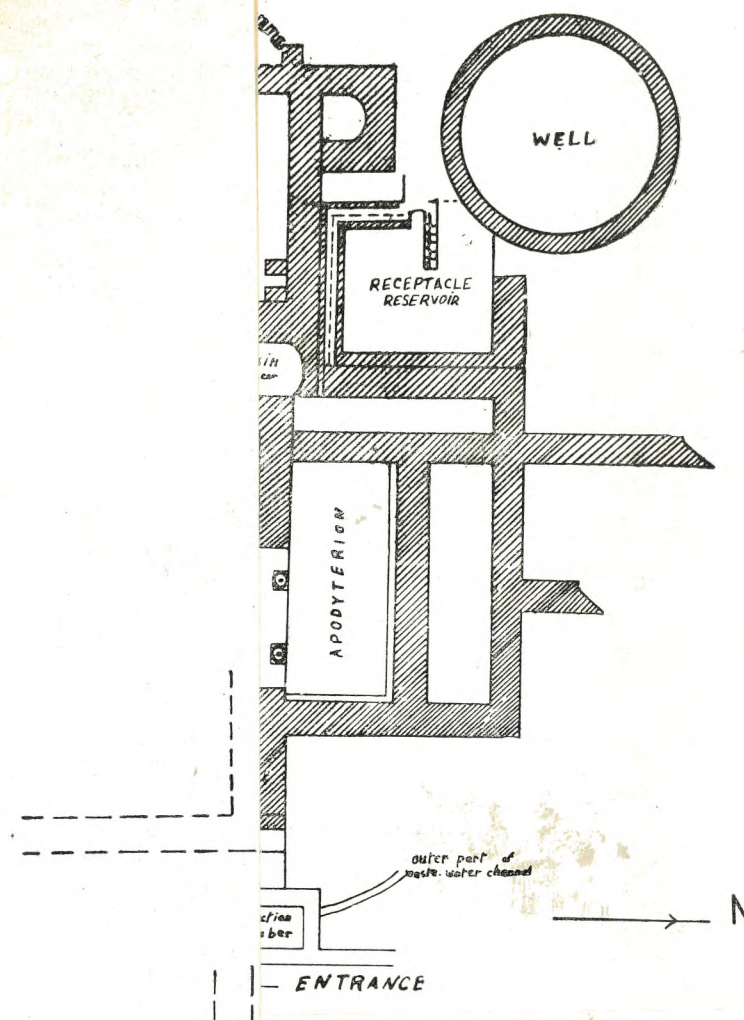 WELL
RECEPTACLE
RESERVOIR
APODYTERION
outer part of
waste-water channel
N
ENTRANCE